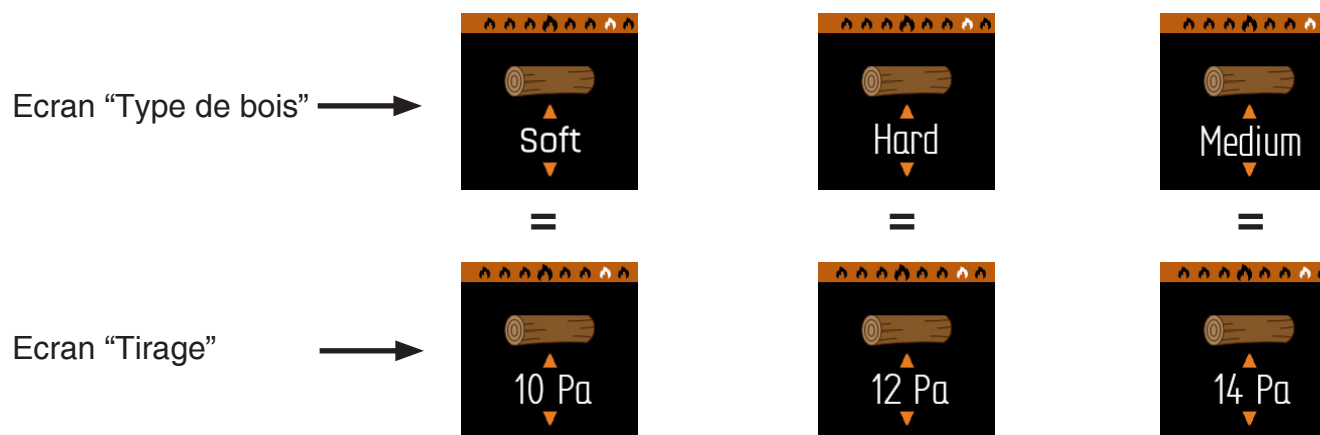 Ecran “Type de bois”
Soft
Hard
Medium
=
=
=
Ecran “Tirage”
10 Pa
12 Pa
14 Pa